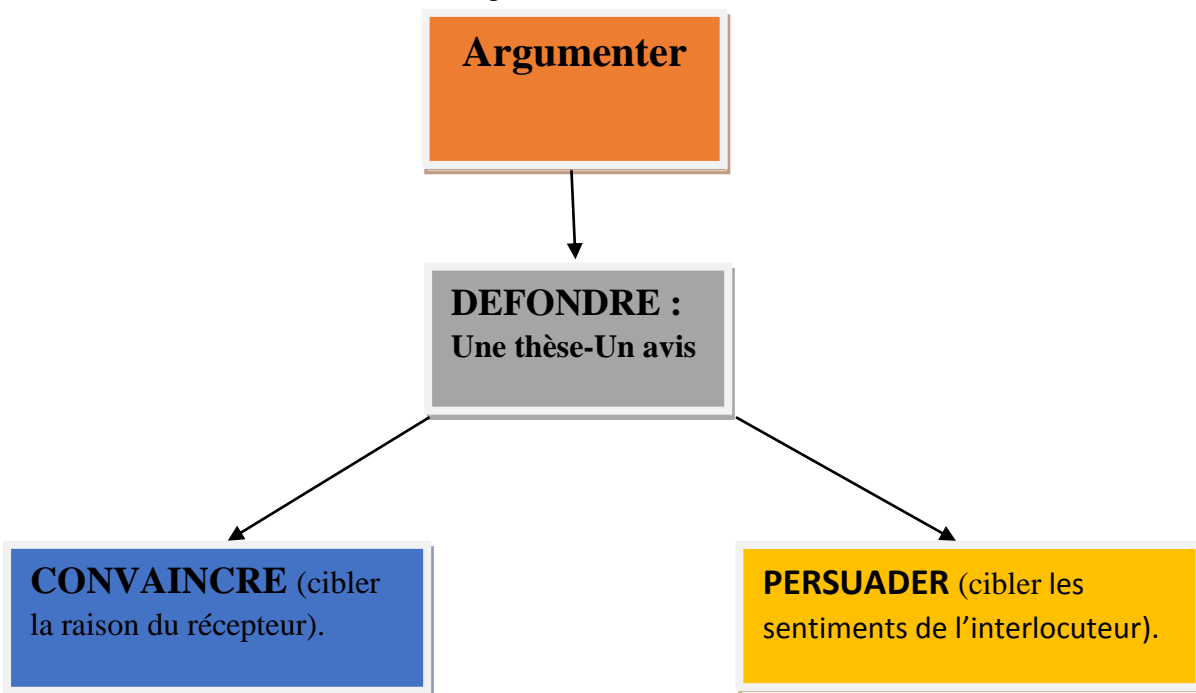 Argumenter
DEFONDRE :
Une thèse-Un avis
CONVAINCRE (cibler
la raison du récepteur).
PERSUADER (cibler les
sentiments de l’interlocuteur).